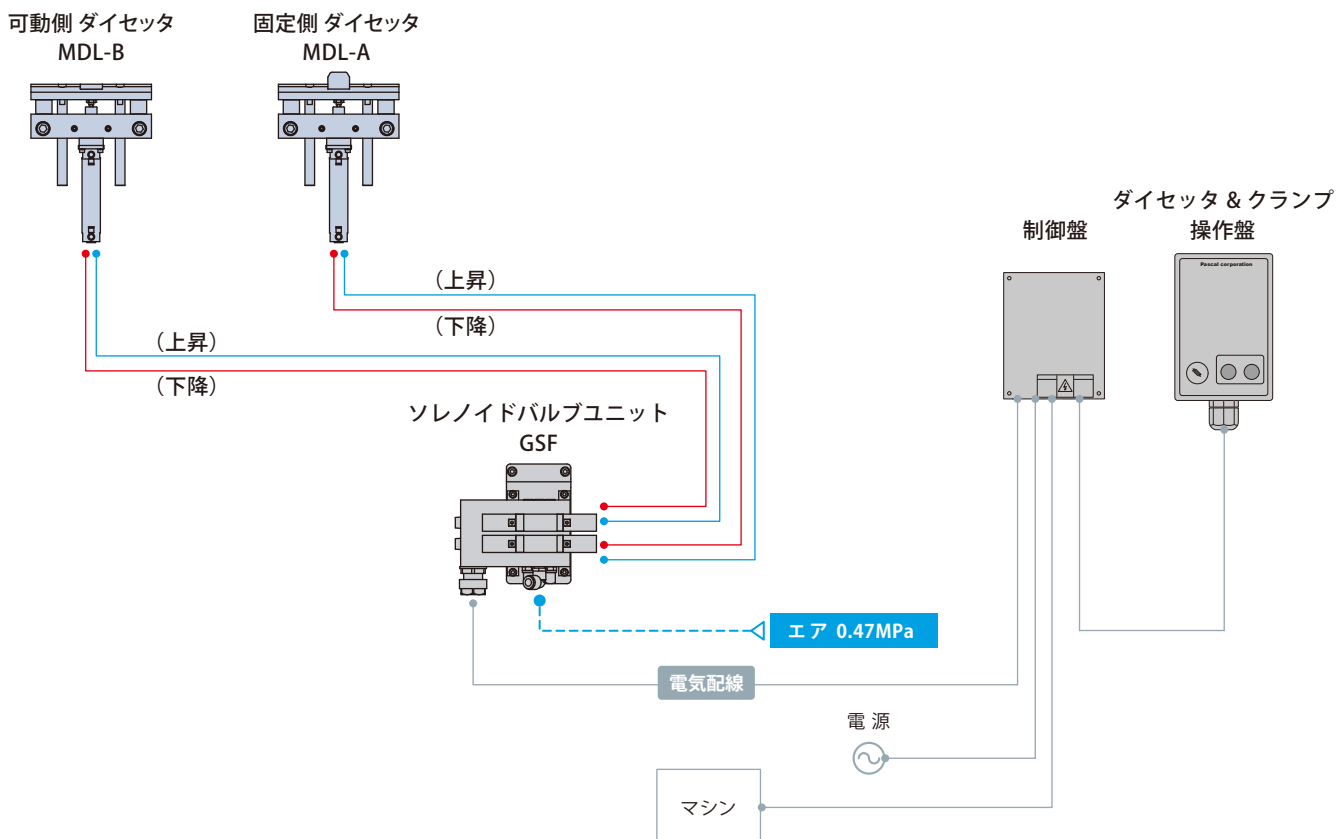 可動側 ダイセッタ
MDL-B
固定側 ダイセッタ
MDL-A
ダイセッタ & クランプ
操作盤
制御盤
Pascal corporation
（上昇）
（下降）
（上昇）
（下降）
ソレノイドバルブユニット
GSF
エア 0.47MPa
電気配線
電 源
マシン